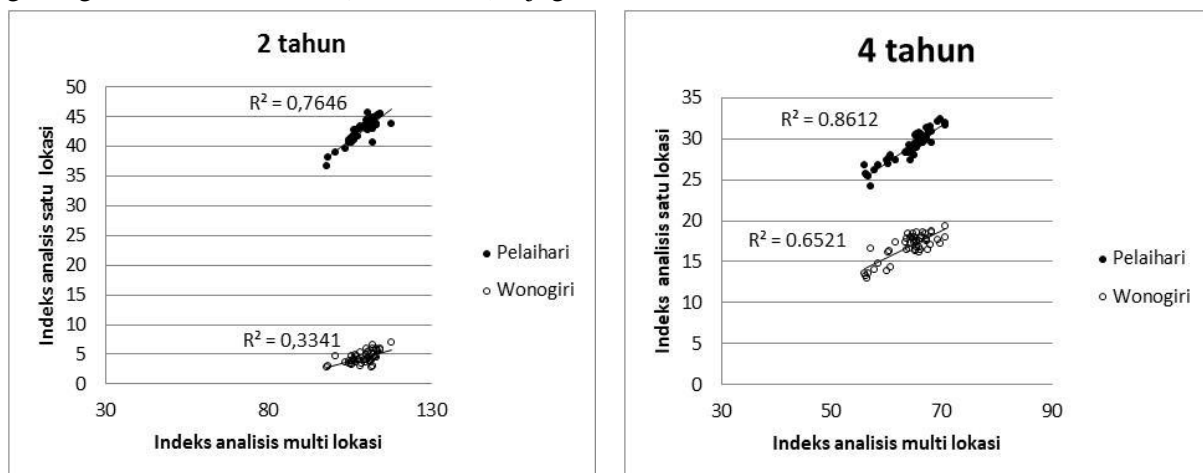 2 tahun
Indeks analisis satu lokasi
50
45
40
35
30
25
20
15
10
5
0
R² = 0,7646
R² = 0,3341
Pelaihari
Wonogiri
30
80
130
Indeks analisis multi lokasi
4 tahun
Indeks analisis satu lokasi
35
30
25
20
15
10
5
0
R² = 0.8612
R² = 0.6521
Pelaihari
Wonogiri
30
50
70
90
Indeks analisis multi lokasi